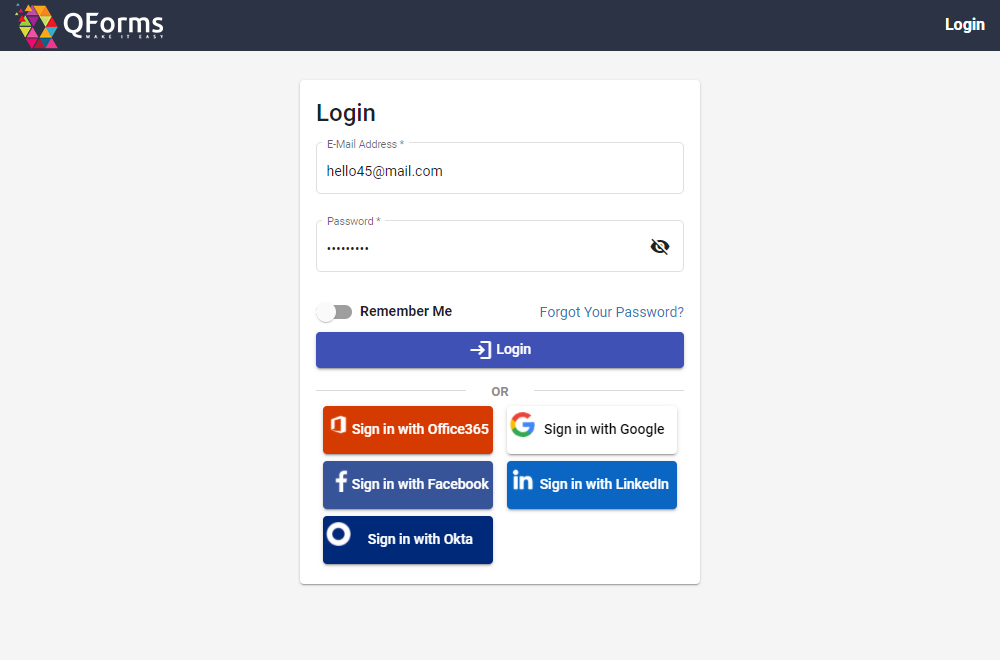 QForms
MAKE IT EASY
Login
Login
E-Mail Address *
hello45@mail.com
Password *
•••••••••
Remember Me
Forgot Your Password?
Login
OR
Sign in with Office365
Sign in with Google
Sign in with Facebook
Sign in with LinkedIn
Sign in with Okta